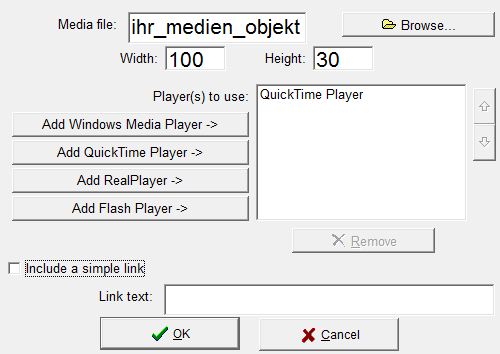 Media file: ihr_medien_objekt Browse...
Width: 100 Height: 30
Player(s) to use: QuickTime Player
Add Windows Media Player ->
Add QuickTime Player ->
Add RealPlayer ->
Add Flash Player ->
Remove
Include a simple link
Link text:
OK Cancel